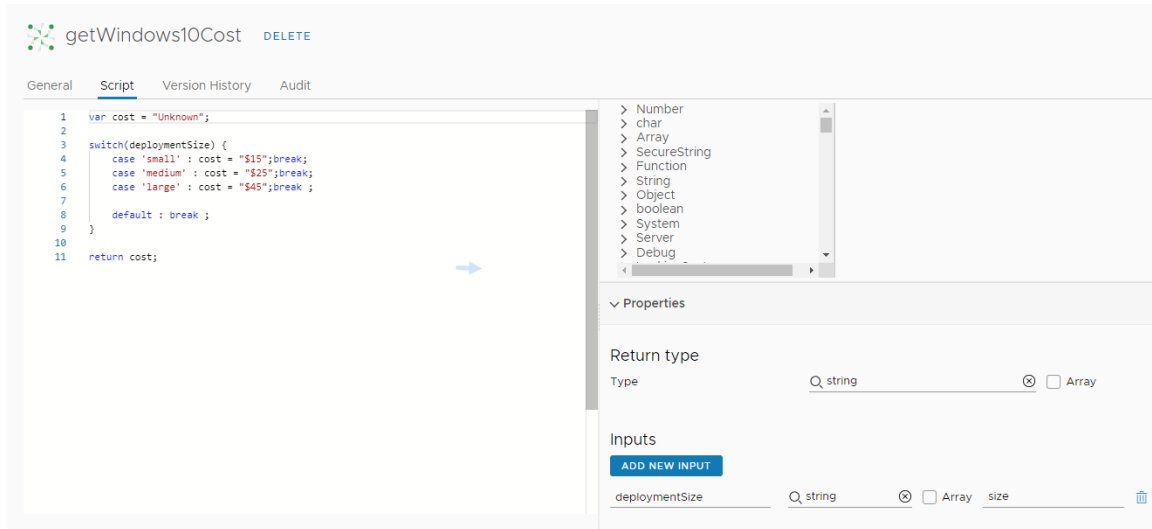 getWindows10Cost DELETE
General Script Version History Audit
1 var cost = "Unknown";
2
3 switch(deploymentSize) {
4 case 'small' : cost = "$15";break;
5 case 'medium' : cost = "$25";break;
6 case 'large' : cost = "$45";break ;
7
8 default : break ;
9 }
10
11 return cost;
Number
char
Array
SecureString
Function
String
Object
boolean
System
Server
Debug
Properties
Return type
Type string Array
Inputs
ADD NEW INPUT
deploymentSize string Array size